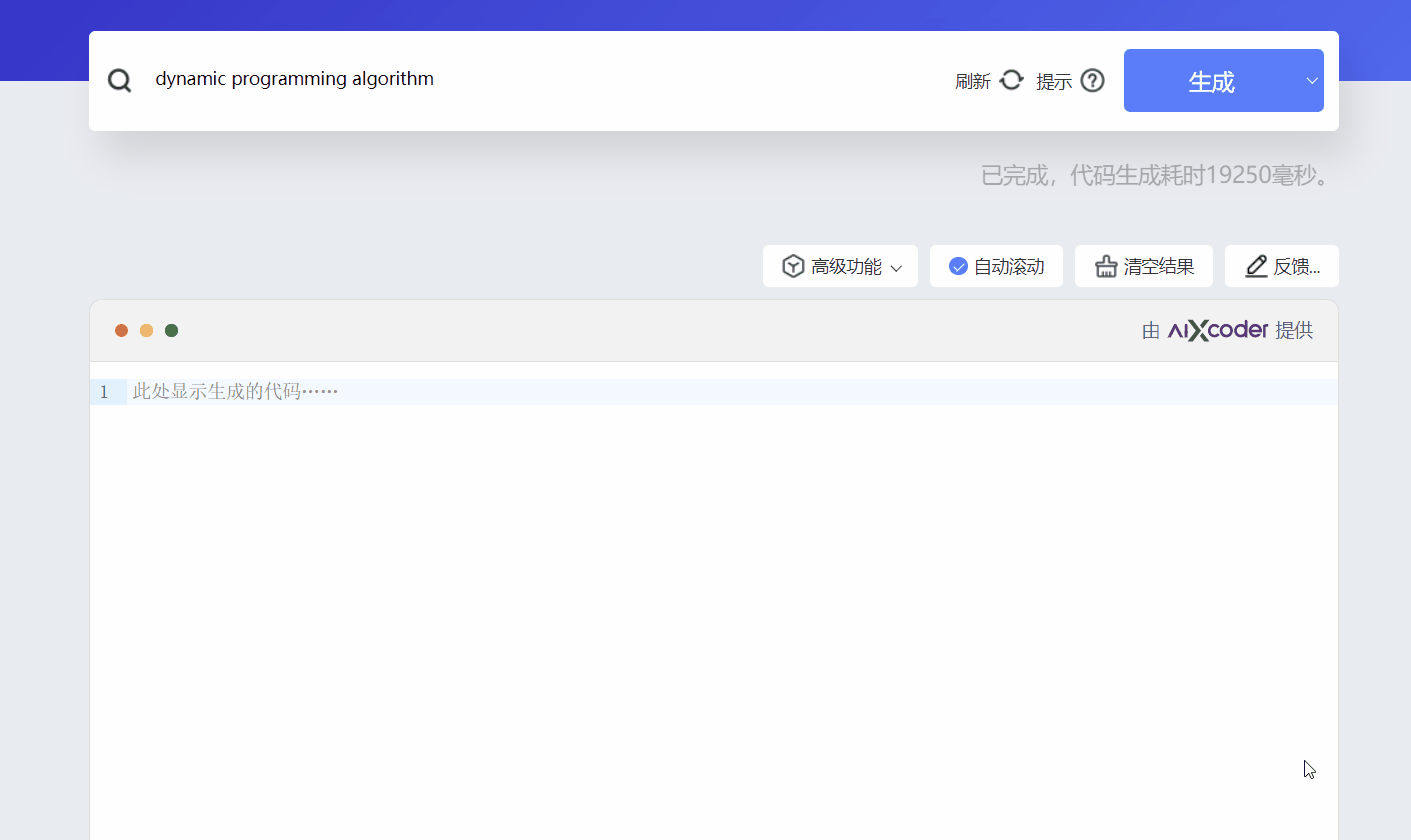 dynamic programming algorithm 刷新 提示 生成
已完成，代码生成耗时19250毫秒。
高级功能 自动滚动 清空结果 反馈...
由 aiXcoder 提供
1 此处显示生成的代码……